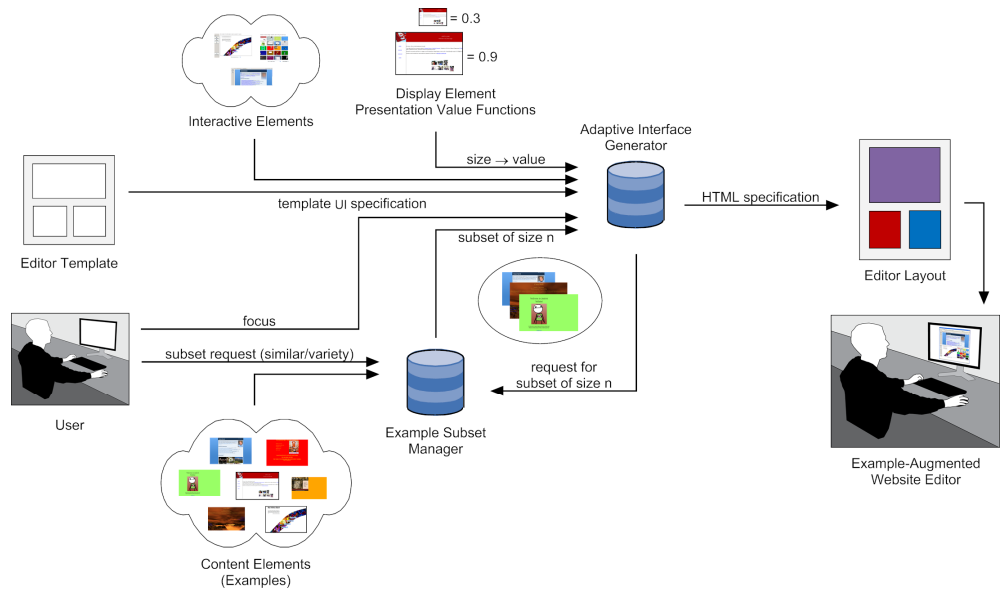 = 0.3
= 0.9
Display Element
Presentation Value Functions
Interactive Elements
Adaptive Interface
Generator
size → value
template UI specification
HTML specification
subset of size n
Editor Template
Editor Layout
focus
subset request (similar/variety)
request for
subset of size n
User
Example Subset
Manager
Example-Augmented
Website Editor
Content Elements
(Examples)